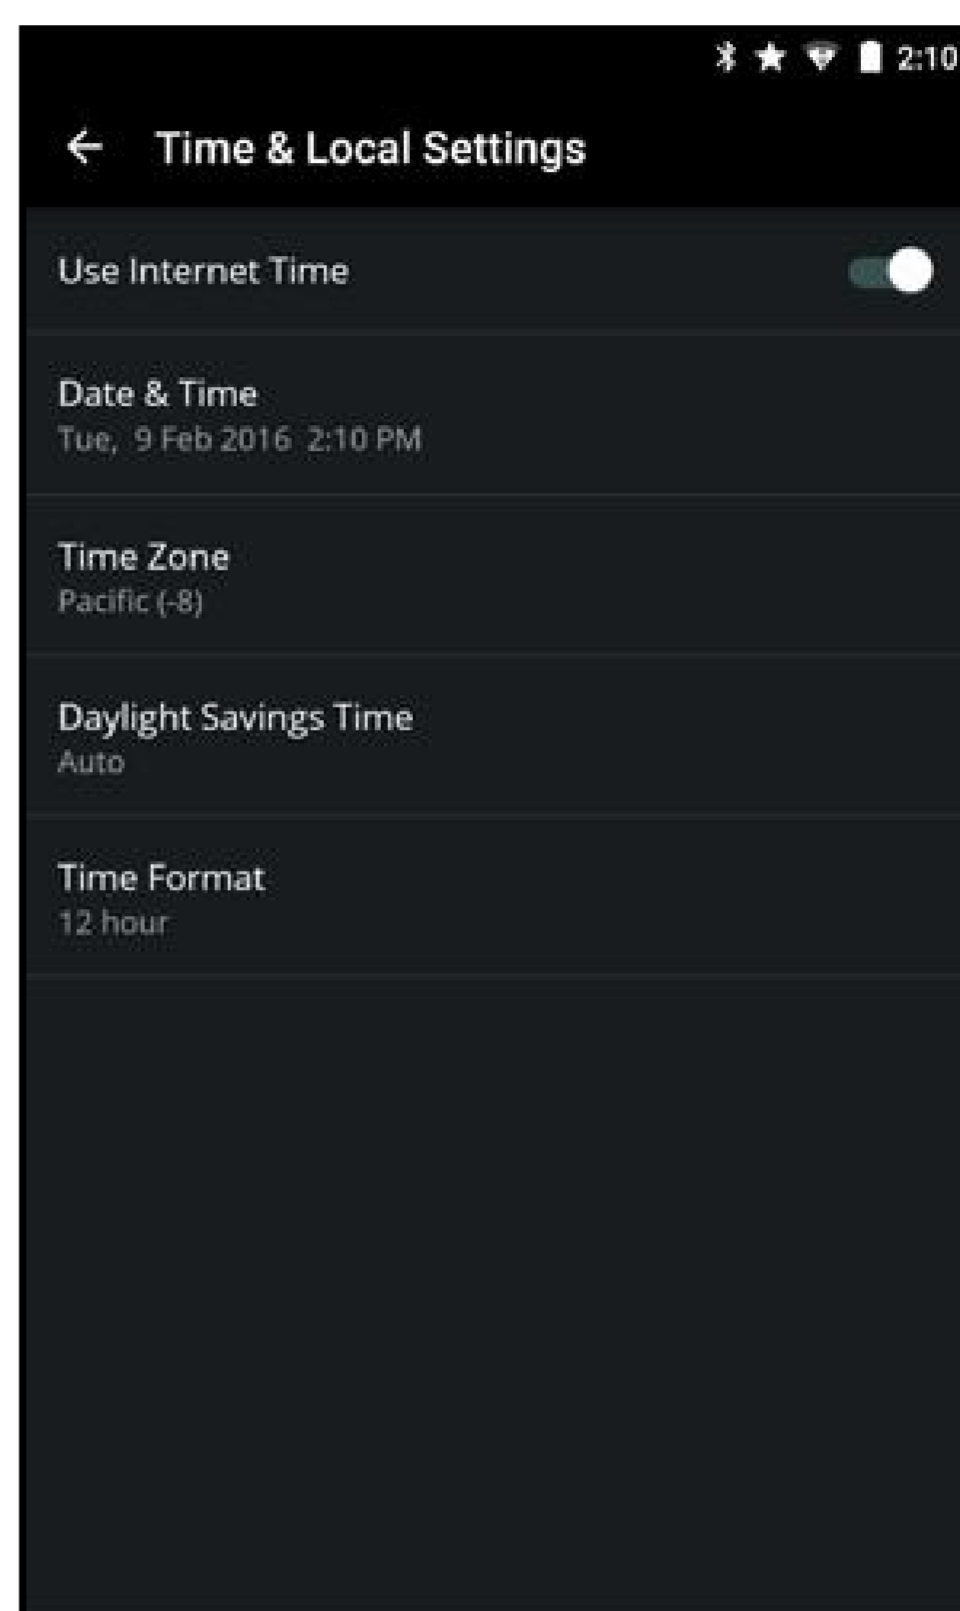 2:10
Time & Local Settings
Use Internet Time
Date & Time
Tue, 9 Feb 2016 2:10 PM
Time Zone
Pacific (-8)
Daylight Savings Time
Auto
Time Format
12 hour